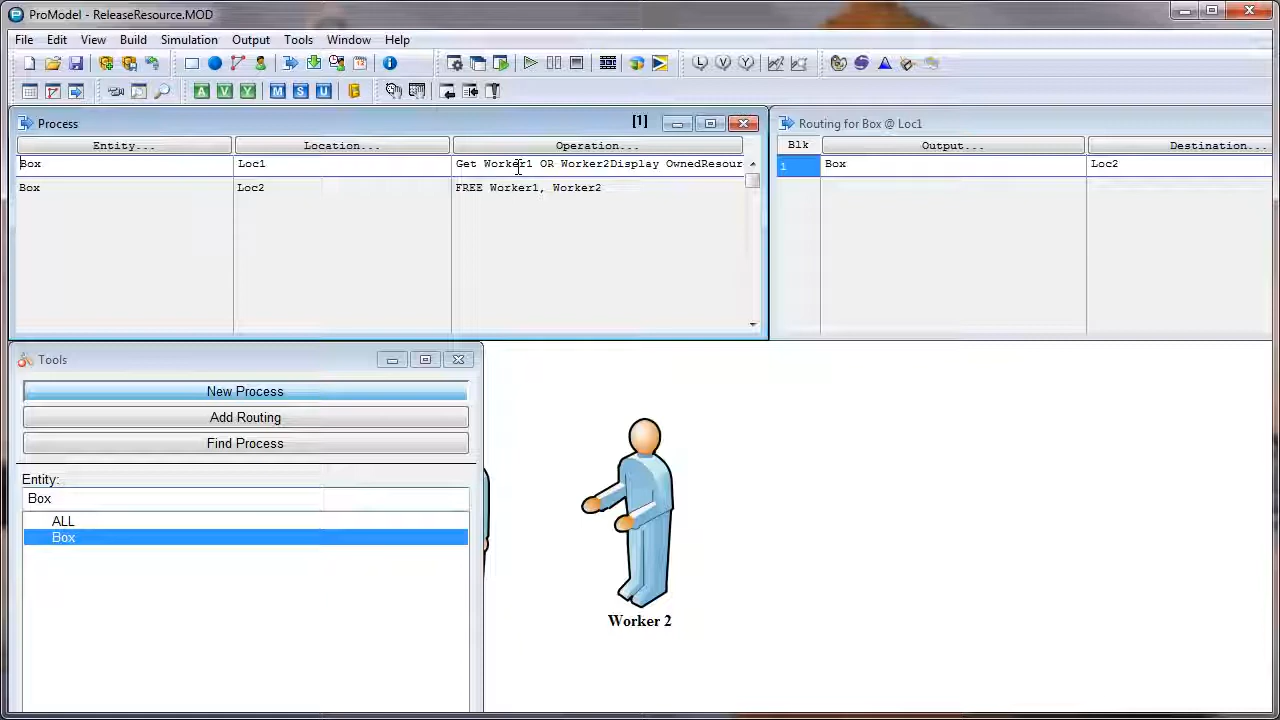 ProModel - ReleaseResource.MOD
File Edit View Build Simulation Output Tools Window Help
Process [1]
Entity... Location... Operation...
Box Loc1 Get Worker1 OR Worker2Display OwnedResour
Box Loc2 FREE Worker1, Worker2
Routing for Box @ Loc1
Blk Output... Destination...
1 Box Loc2
Tools
New Process
Add Routing
Find Process
Entity:
Box
ALL
Box
Worker 2